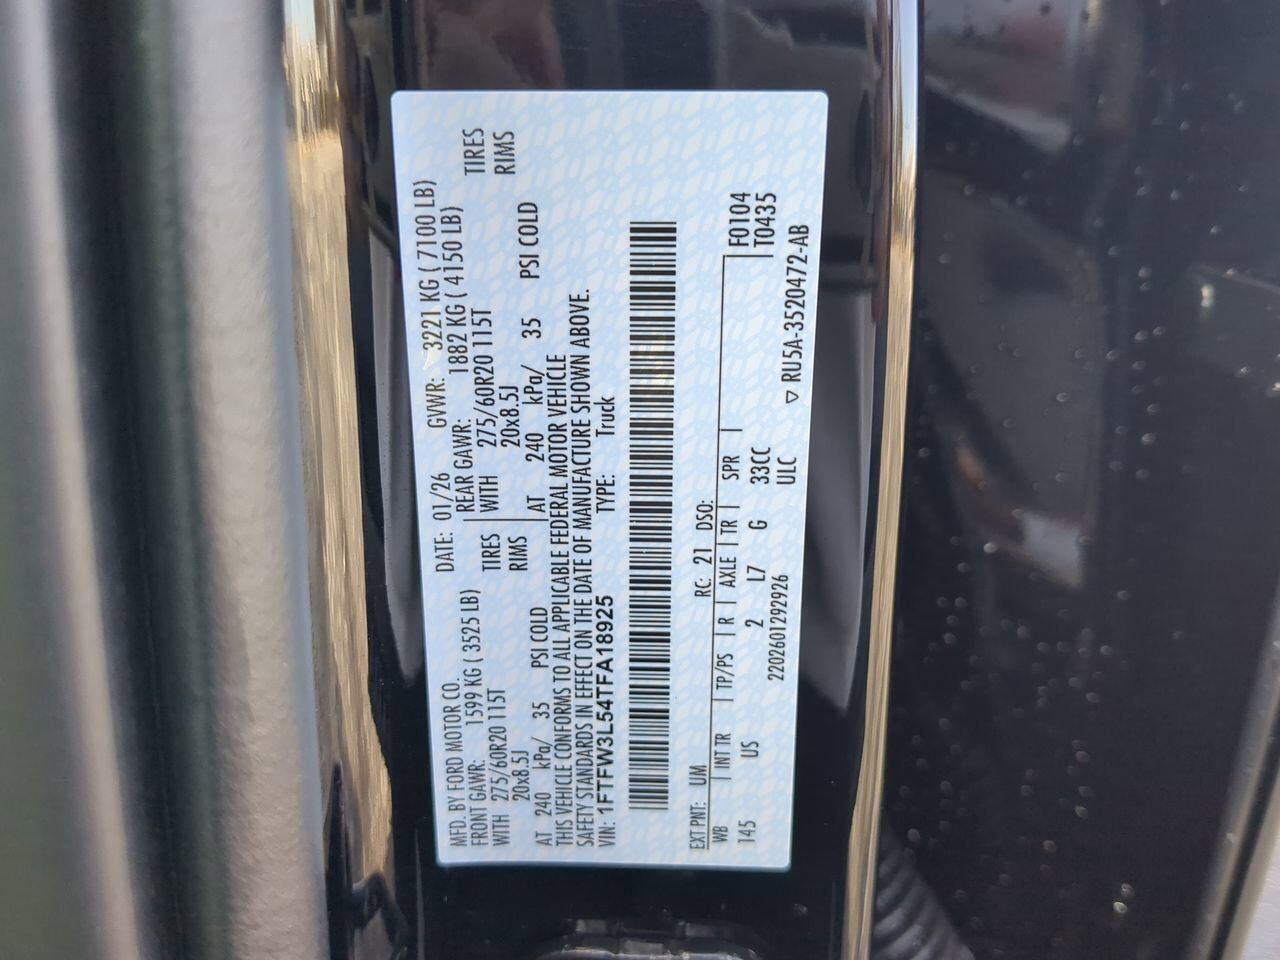 MFD. BY FORD MOTOR CO. DATE: 01/26 GVWR: 3221 KG ( 7100 LB)
FRONT GAWR: 1599 KG ( 3525 LB) REAR GAWR: 1882 KG ( 4150 LB)
WITH 275/60R20 115T TIRES WITH 275/60R20 115T TIRES
20x8.5J RIMS 20x8.5J RIMS
AT 240 kPa/ 35 PSI COLD AT 240 kPa/ 35 PSI COLD
THIS VEHICLE CONFORMS TO ALL APPLICABLE FEDERAL MOTOR VEHICLE
SAFETY STANDARDS IN EFFECT ON THE DATE OF MANUFACTURE SHOWN ABOVE.
VIN: 1FTFW3L54TFA18925 TYPE: Truck
EXT PNT: UM RC: 21 DSO:
WB INT TR TP/PS R AXLE TR SPR F0104
145 US 2 L7 G 33CC T0435
2202601292926 ULC ▽ RU5A-3520472-AB